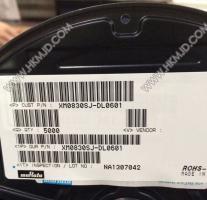 WWW.HKMJD.COM
<P> CUST P/N : XM0830SJ-DL0601
<Q> QTY : 5000
<V> VENDOR :
<1P> OUR P/N : XM0830SJ-DL0601
<1T> INSPECTION / LOT NO : NA1307042
muRata
ROHS-
MADE IN